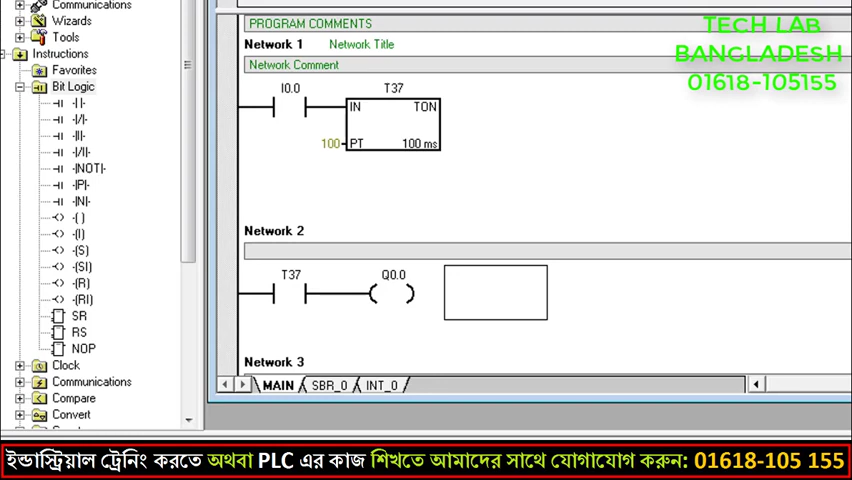 Communications
Wizards
Tools
Instructions
Favorites
Bit Logic
-| |-
-|/|-
-|I|-
-|/I|-
-|NOT|-
-|P|-
-|N|-
-( )
-(I)
-(S)
-(SI)
-(R)
-(RI)
SR
RS
NOP
Clock
Communications
Compare
Convert
PROGRAM COMMENTS
Network 1 Network Title
Network Comment
I0.0 T37
IN TON
100 PT 100 ms
Network 2
T37 Q0.0
Network 3
MAIN SBR_0 INT_0
TECH LAB
BANGLADESH
01618-105155
ইন্ডাস্ট্রিয়াল ট্রেনিং করতে অথবা PLC এর কাজ শিখতে আমাদের সাথে যোগাযোগ করুন: 01618-105 155